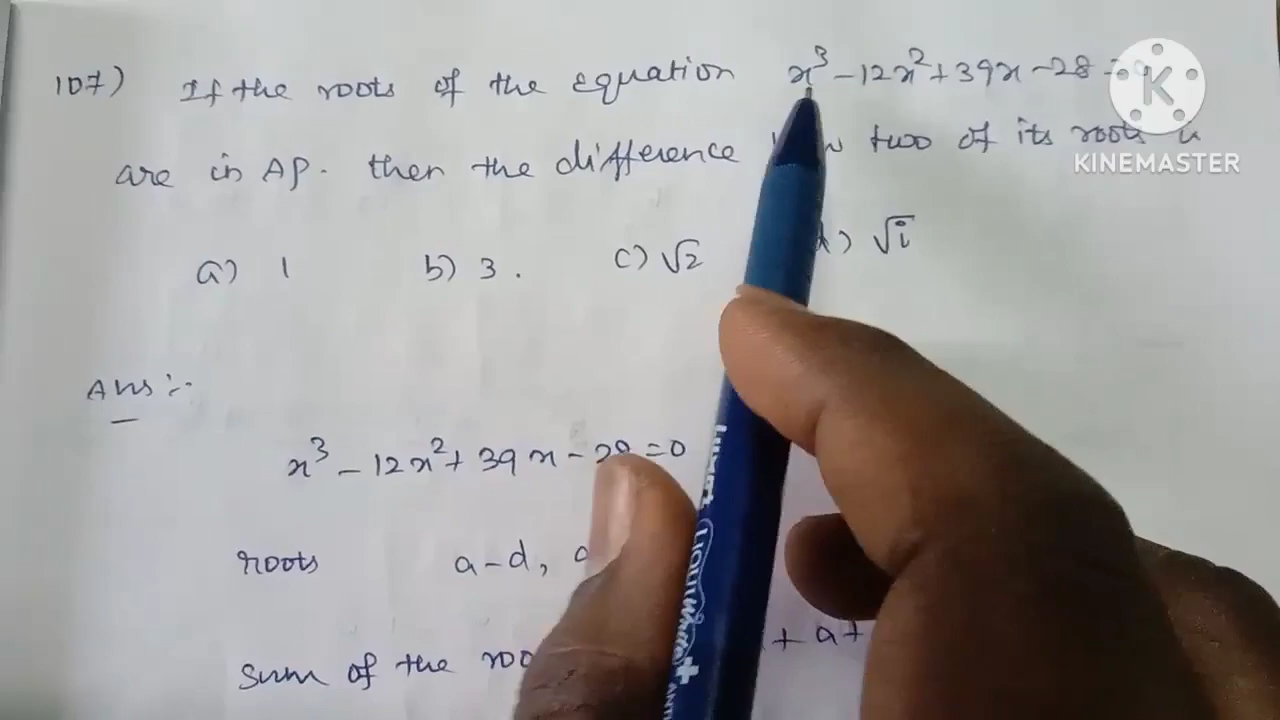 107) If the roots of the equation x³ - 12x² + 39x - 28 =
are in AP. then the difference two of its roots is
a) 1 b) 3. c) √2 √i
Ans :-
x³ - 12x² + 39x - 28 = 0
roots a-d, a
Sum of the + a +
KINEMASTER